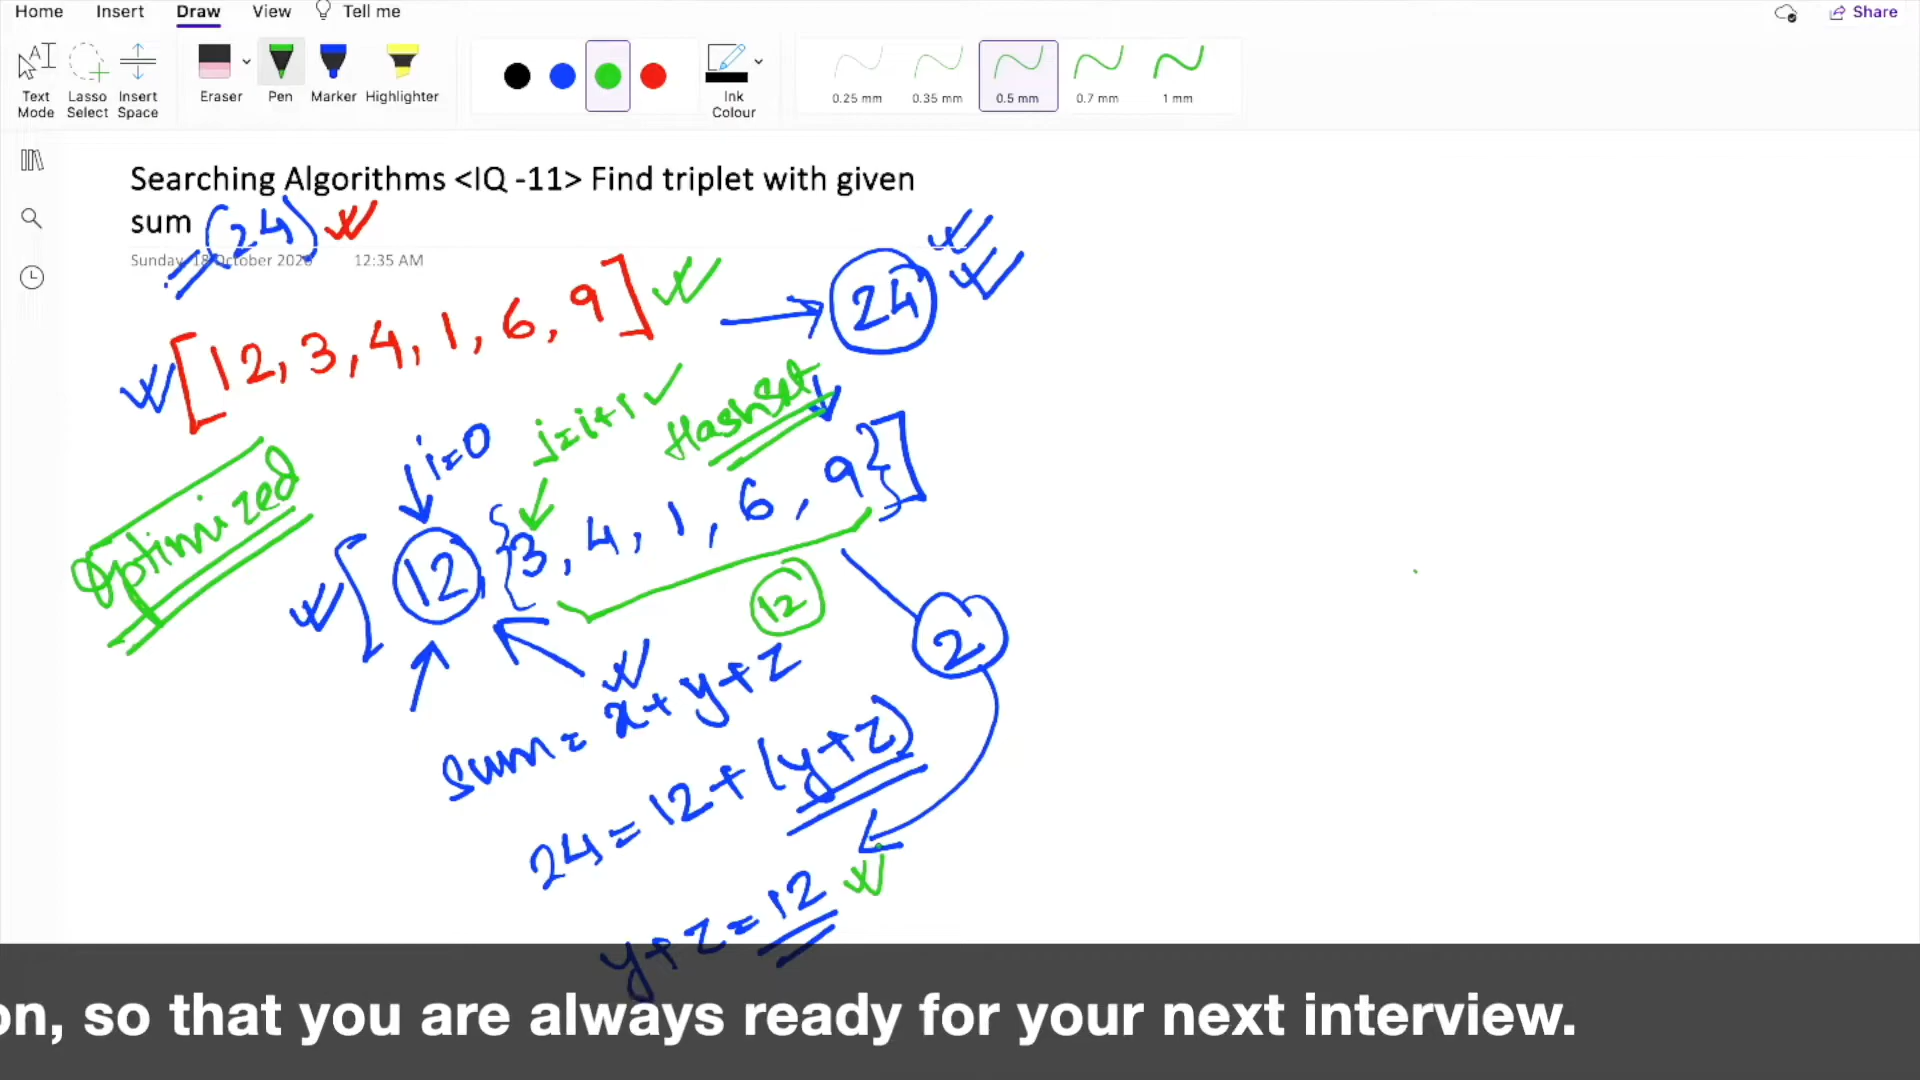 Home Insert Draw View Tell me Share
Text Mode Lasso Select Insert Space Eraser Pen Marker Highlighter Ink Colour 0.25 mm 0.35 mm 0.5 mm 0.7 mm 1 mm
Searching Algorithms <IQ -11> Find triplet with given
sum (24)
Sunday, 18 October 2020 12:35 AM
[12, 3, 4, 1, 6, 9] → 24
Optimized
i=0 j=i+1 HashSet
[12, {3, 4, 1, 6, 9}]
12
2
sum = x+y+z
24 = 12+(y+z)
y+z = 12
on, so that you are always ready for your next interview.